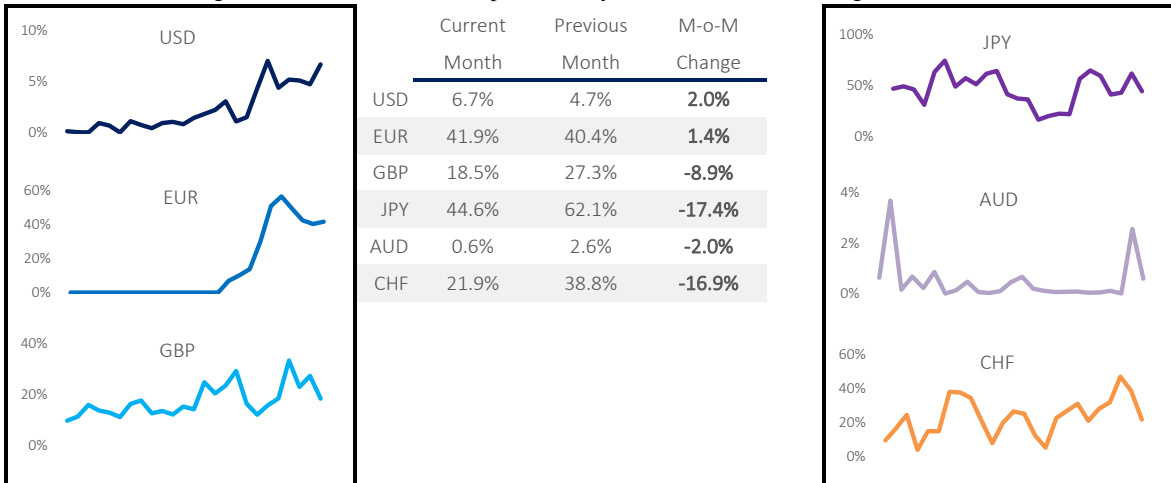 10%
USD
5%
0%
60%
EUR
40%
20%
0%
40%
GBP
20%
0%
Current Previous M-o-M
Month Month Change
USD 6.7% 4.7% 2.0%
EUR 41.9% 40.4% 1.4%
GBP 18.5% 27.3% -8.9%
JPY 44.6% 62.1% -17.4%
AUD 0.6% 2.6% -2.0%
CHF 21.9% 38.8% -16.9%
100%
JPY
50%
0%
4%
AUD
2%
0%
60%
CHF
40%
20%
0%